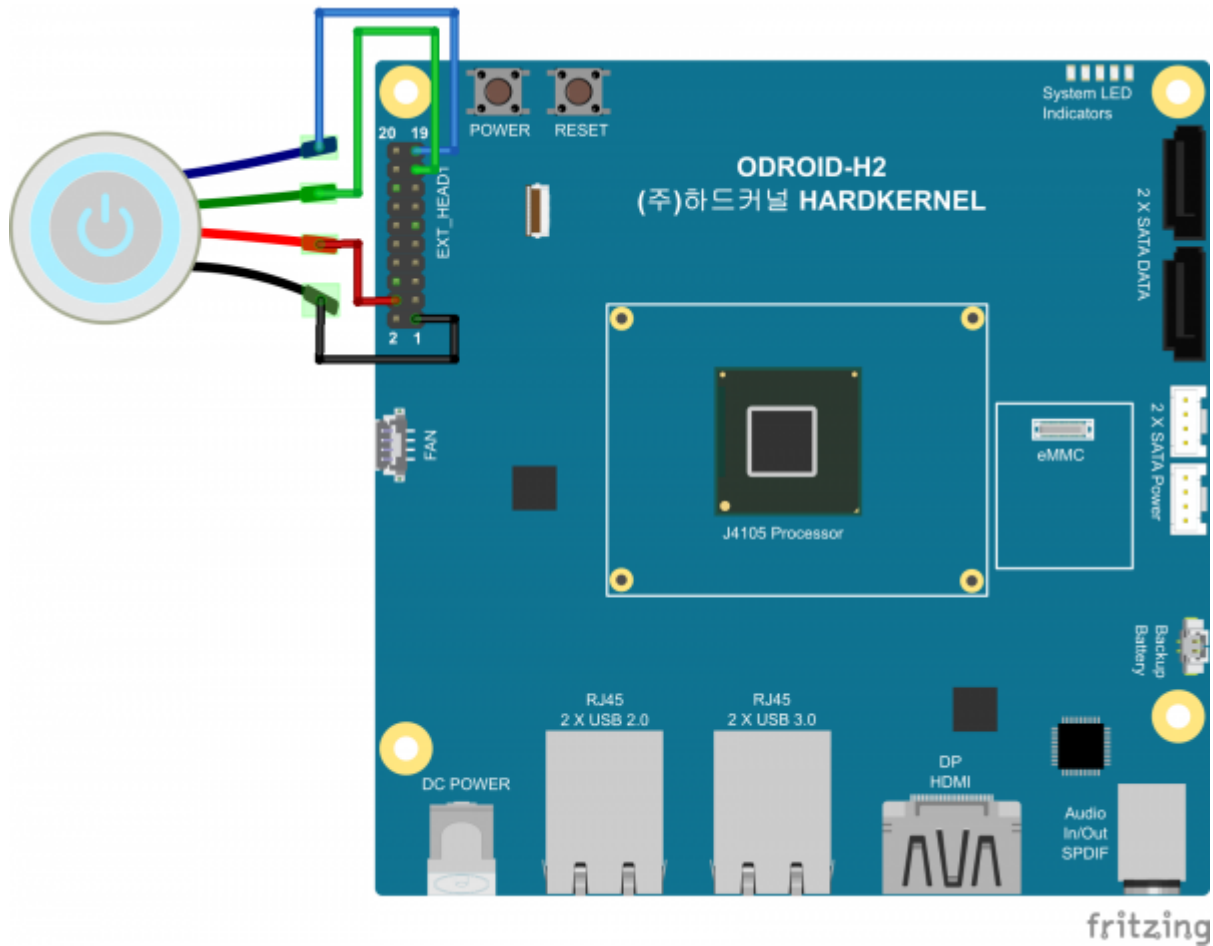 POWER
RESET
System LED
Indicators
20 19
EXT_HEAD1
ODROID-H2
(주)하드커널 HARDKERNEL
2 X SATA DATA
2 1
FAN
J4105 Processor
eMMC
2 X SATA Power
Backup
Battery
RJ45
2 X USB 2.0
RJ45
2 X USB 3.0
DC POWER
DP
HDMI
Audio
In/Out
SPDIF
fritzing